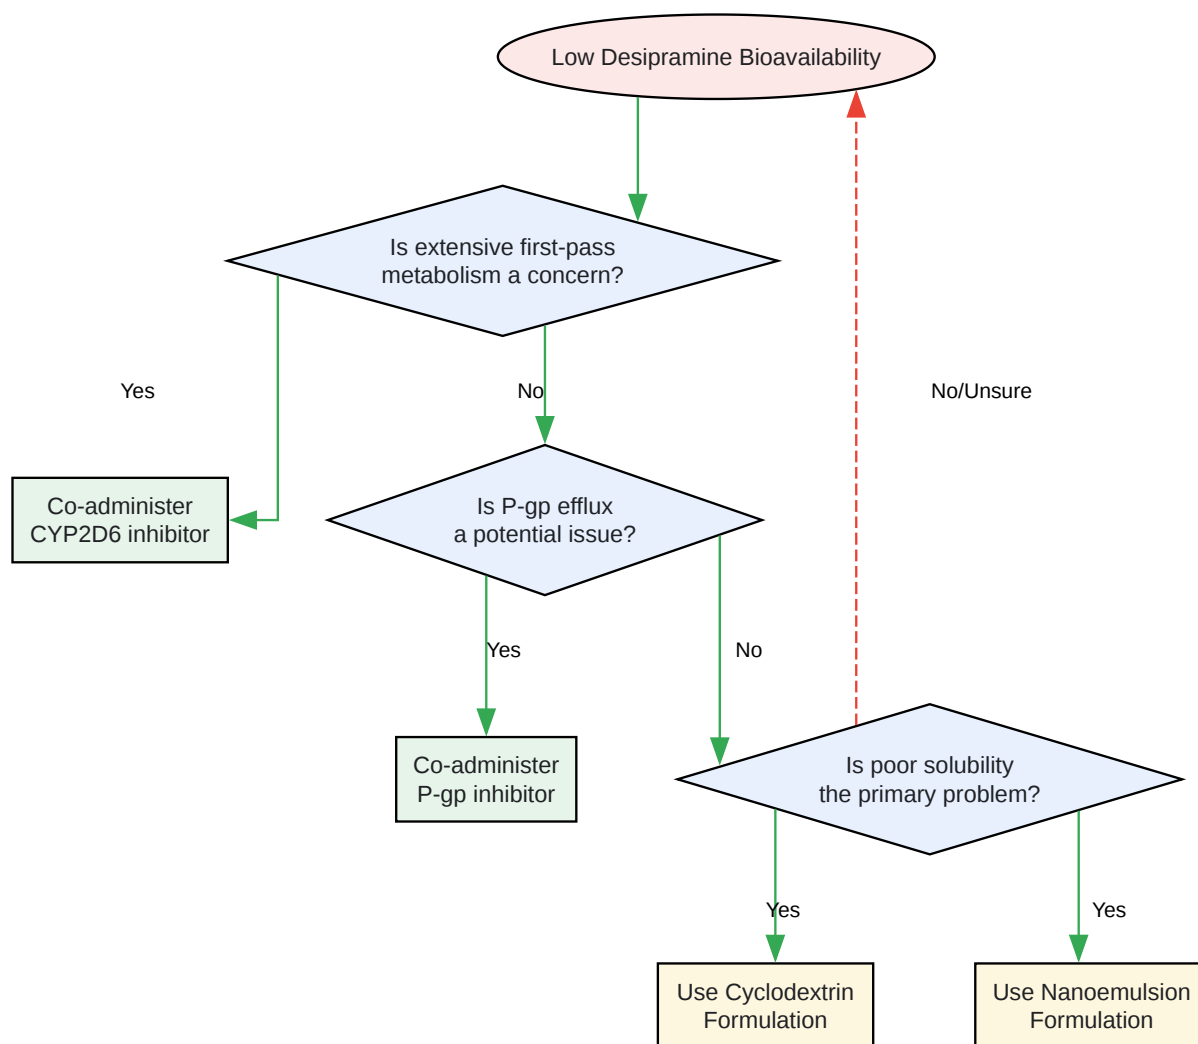 Low Desipramine Bioavailability
Is extensive first-pass
metabolism a concern?
Yes
No
No/Unsure
Co-administer
CYP2D6 inhibitor
Is P-gp efflux
a potential issue?
Yes
No
Co-administer
P-gp inhibitor
Is poor solubility
the primary problem?
Yes
Yes
Use Cyclodextrin
Formulation
Use Nanoemulsion
Formulation